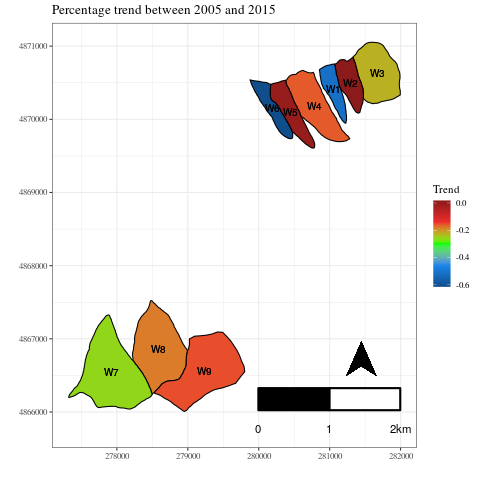 Percentage trend between 2005 and 2015
4871000
4870000
4869000
4868000
4867000
4866000
W3
W2
W1
W4
W5
W6
W7
W8
W9
0
1
2km
278000
279000
280000
281000
282000
Trend
0.0
-0.2
-0.4
-0.6